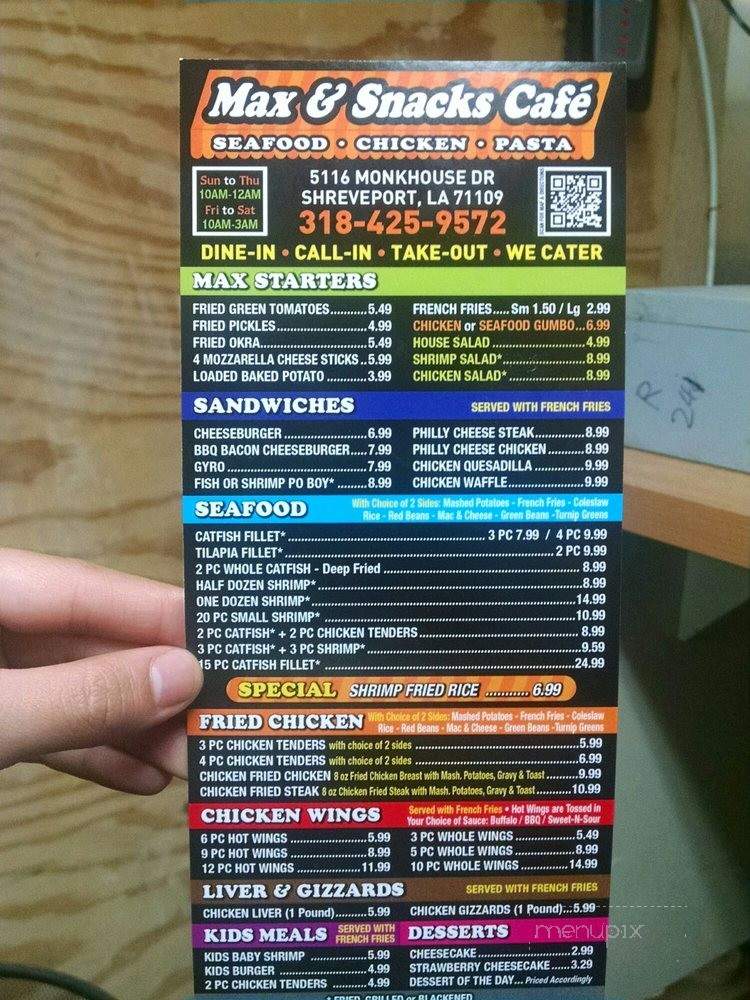 Max & Snacks Café
SEAFOOD • CHICKEN • PASTA
Sun to Thu
10AM-12AM
Fri to Sat
10AM-3AM
5116 MONKHOUSE DR
SHREVEPORT, LA 71109
318-425-9572
DINE-IN • CALL-IN • TAKE-OUT • WE CATER
MAX STARTERS
FRIED GREEN TOMATOES...........5.49
FRIED PICKLES...........................4.99
FRIED OKRA................................5.49
4 MOZZARELLA CHEESE STICKS..5.99
LOADED BAKED POTATO ............3.99
FRENCH FRIES..... Sm 1.50 / Lg 2.99
CHICKEN or SEAFOOD GUMBO...6.99
HOUSE SALAD ............................4.99
SHRIMP SALAD*.........................8.99
CHICKEN SALAD*.......................8.99
SANDWICHES
SERVED WITH FRENCH FRIES
CHEESEBURGER .........................6.99
BBQ BACON CHEESEBURGER.....7.99
GYRO..........................................7.99
FISH OR SHRIMP PO BOY* .........8.99
PHILLY CHEESE STEAK..............8.99
PHILLY CHEESE CHICKEN ...........8.99
CHICKEN QUESADILLA ...............9.99
CHICKEN WAFFLE.......................9.99
SEAFOOD
With Choice of 2 Sides: Mashed Potatoes - French Fries - Coleslaw
Rice - Red Beans - Mac & Cheese - Green Beans -Turnip Greens
CATFISH FILLET*.......................................................... 3 PC 7.99 / 4 PC 9.99
TILAPIA FILLET*............................................................................2 PC 9.99
2 PC WHOLE CATFISH - Deep Fried .....................................................8.99
HALF DOZEN SHRIMP*........................................................................8.99
ONE DOZEN SHRIMP*........................................................................14.99
20 PC SMALL SHRIMP*......................................................................10.99
2 PC CATFISH* + 2 PC CHICKEN TENDERS...........................................8.99
3 PC CATFISH* + 3 PC SHRIMP*..........................................................9.59
15 PC CATFISH FILLET* .....................................................................24.99
SPECIAL SHRIMP FRIED RICE .......... 6.99
FRIED CHICKEN
With Choice of 2 Sides: Mashed Potatoes - French Fries - Coleslaw
Rice - Red Beans - Mac & Cheese - Green Beans -Turnip Greens
3 PC CHICKEN TENDERS with choice of 2 sides ............................................5.99
4 PC CHICKEN TENDERS with choice of 2 sides ............................................6.99
CHICKEN FRIED CHICKEN 8 oz Fried Chicken Breast with Mash. Potatoes, Gravy & Toast .........9.99
CHICKEN FRIED STEAK 8 oz Chicken Fried Steak with Mash. Potatoes, Gravy & Toast...........10.99
CHICKEN WINGS
Served with French Fries • Hot Wings are Tossed in
Your Choice of Sauce: Buffalo / BBQ / Sweet-N-Sour
6 PC HOT WINGS ......................5.99
9 PC HOT WINGS ......................8.99
12 PC HOT WINGS ...................11.99
3 PC WHOLE WINGS .................5.49
5 PC WHOLE WINGS .................8.99
10 PC WHOLE WINGS .............14.99
LIVER & GIZZARDS
SERVED WITH FRENCH FRIES
CHICKEN LIVER (1 Pound).........5.99
CHICKEN GIZZARDS (1 Pound)...5.99
KIDS MEALS
SERVED WITH
FRENCH FRIES
KIDS BABY SHRIMP ..................5.99
KIDS BURGER ...........................4.99
2 PC CHICKEN TENDERS ...........4.99
DESSERTS
CHEESECAKE............................2.99
STRAWBERRY CHEESECAKE.....3.29
DESSERT OF THE DAY... Priced Accordingly
* FRIED, GRILLED or BLACKENED
menupix
R
241